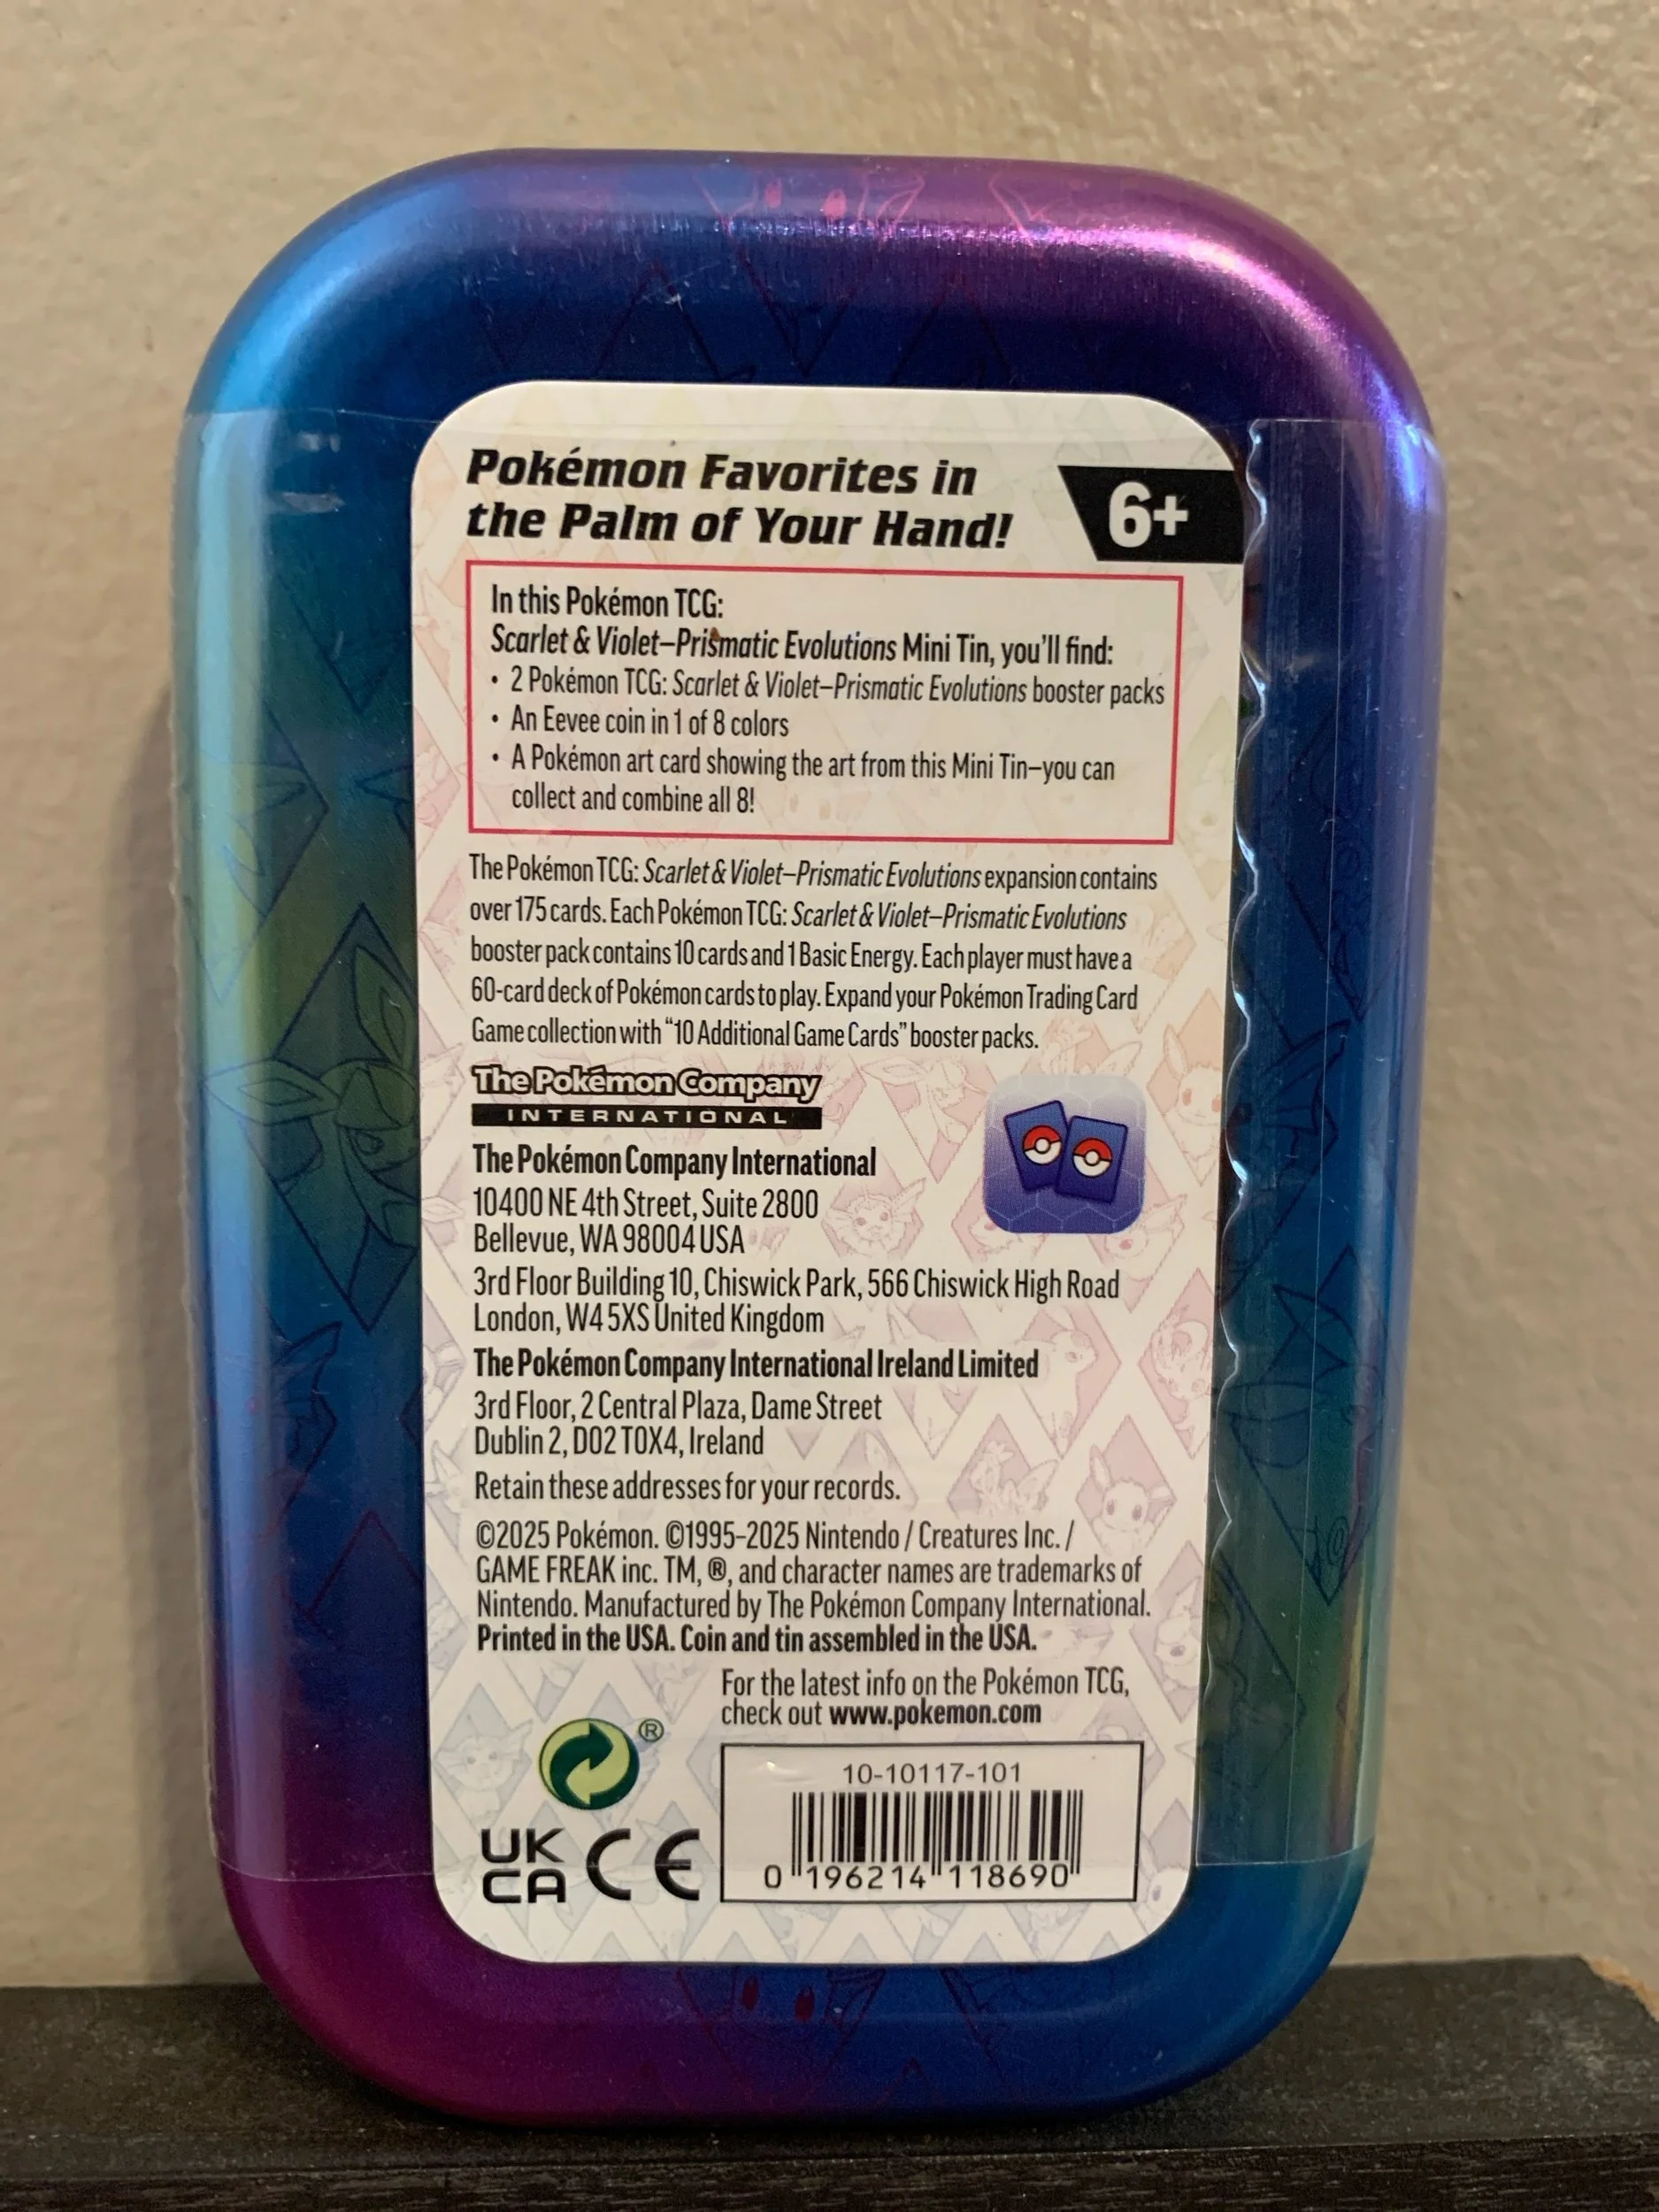 Pokémon Favorites in
the Palm of Your Hand!
6+
In this Pokémon TCG:
Scarlet & Violet–Prismatic Evolutions Mini Tin, you'll find:
• 2 Pokémon TCG: Scarlet & Violet–Prismatic Evolutions booster packs
• An Eevee coin in 1 of 8 colors
• A Pokémon art card showing the art from this Mini Tin–you can
collect and combine all 8!
The Pokémon TCG: Scarlet & Violet–Prismatic Evolutions expansion contains
over 175 cards. Each Pokémon TCG: Scarlet & Violet–Prismatic Evolutions
booster pack contains 10 cards and 1 Basic Energy. Each player must have a
60-card deck of Pokémon cards to play. Expand your Pokémon Trading Card
Game collection with “10 Additional Game Cards” booster packs.
The Pokémon Company
INTERNATIONAL
The Pokémon Company International
10400 NE 4th Street, Suite 2800
Bellevue, WA 98004 USA
3rd Floor Building 10, Chiswick Park, 566 Chiswick High Road
London, W4 5XS United Kingdom
The Pokémon Company International Ireland Limited
3rd Floor, 2 Central Plaza, Dame Street
Dublin 2, D02 T0X4, Ireland
Retain these addresses for your records.
©2025 Pokémon. ©1995–2025 Nintendo / Creatures Inc. /
GAME FREAK inc. TM, ®, and character names are trademarks of
Nintendo. Manufactured by The Pokémon Company International.
Printed in the USA. Coin and tin assembled in the USA.
For the latest info on the Pokémon TCG,
check out www.pokemon.com
®
UK
CA
CE
10-10117-101
0 196214 118690